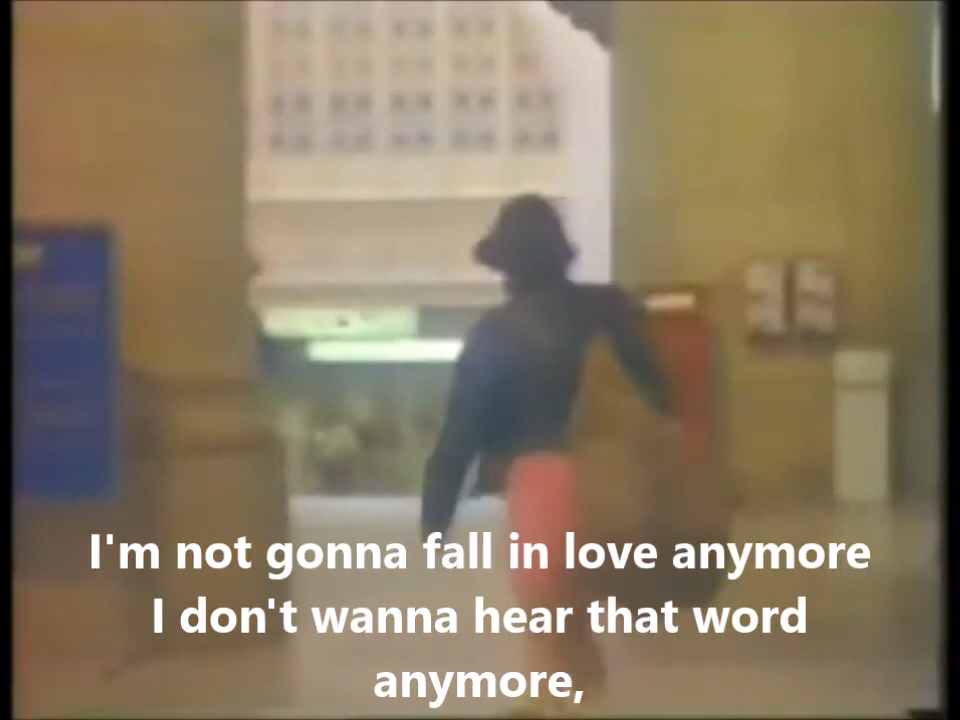 I'm not gonna fall in love anymore
I don't wanna hear that word
anymore,